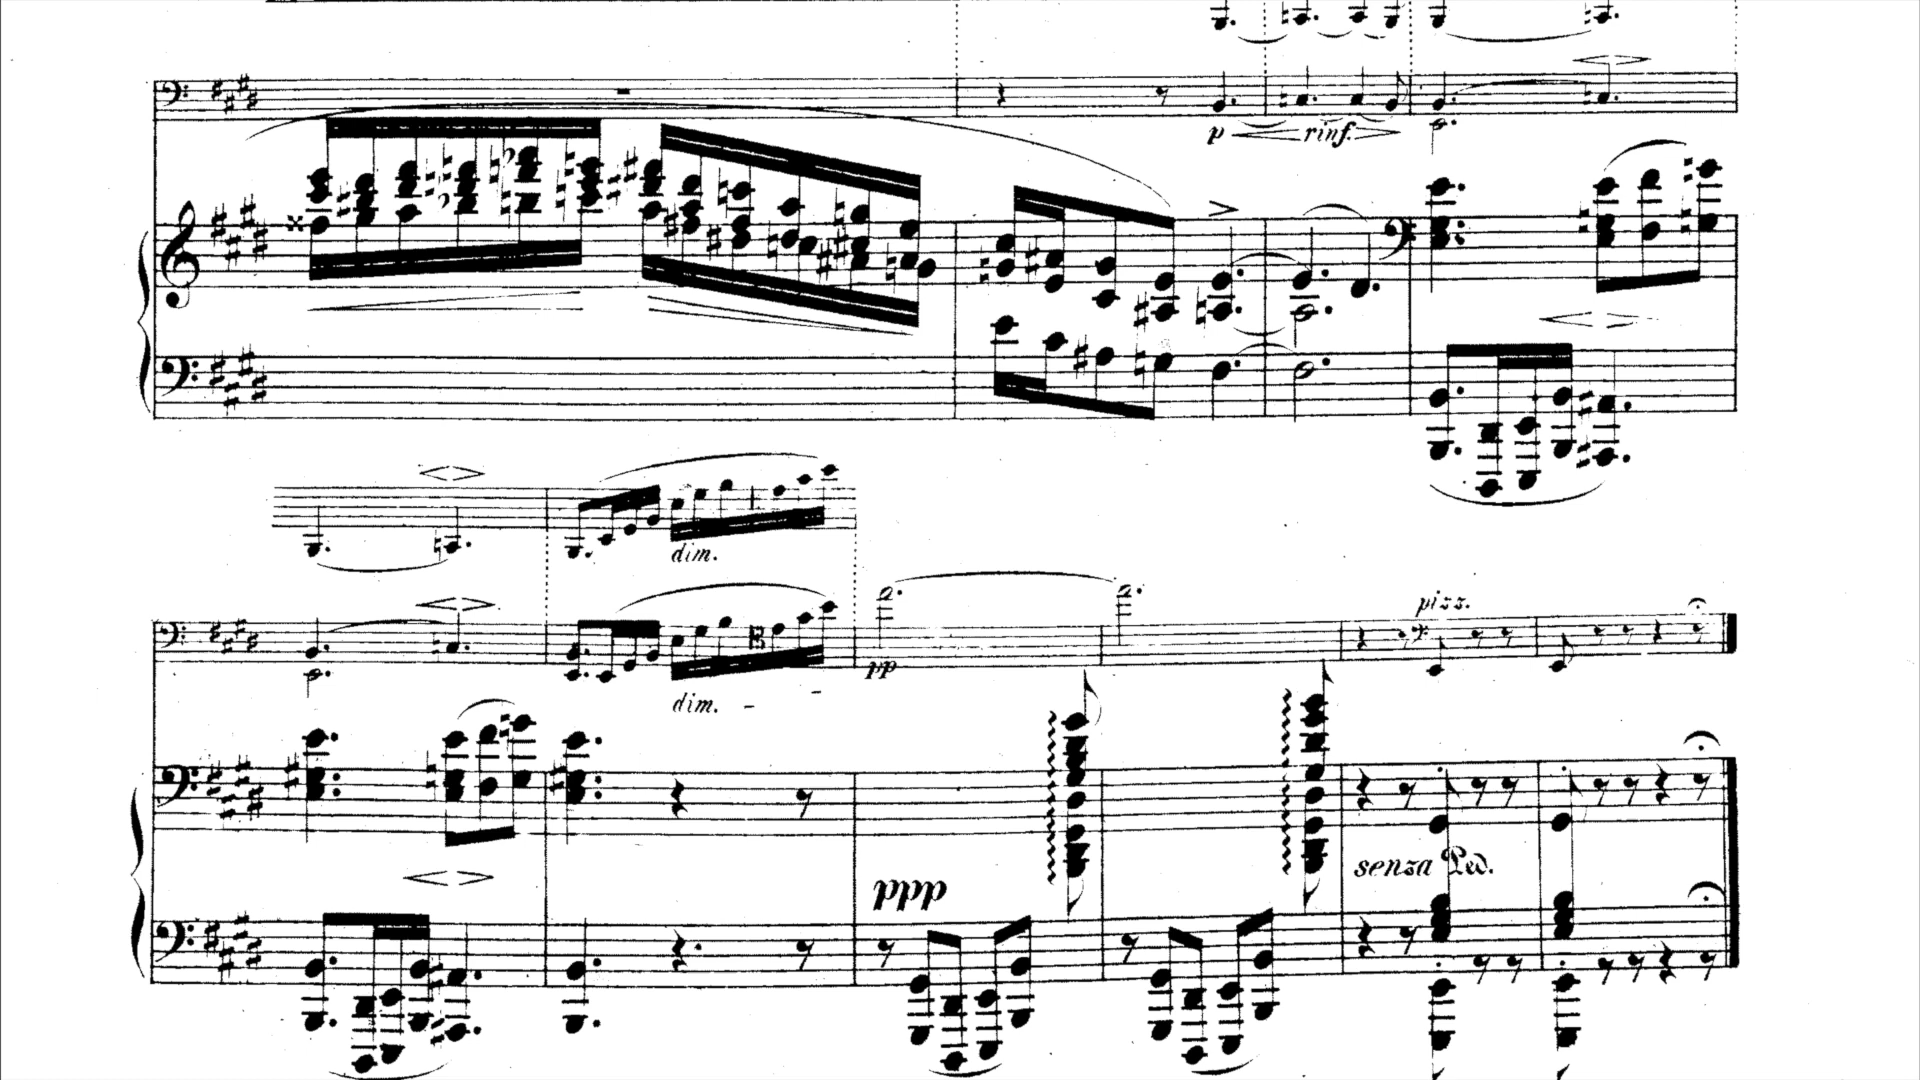 p rinf.
dim.
pizz.
pp
dim. -  -
ppp
senza Ped.